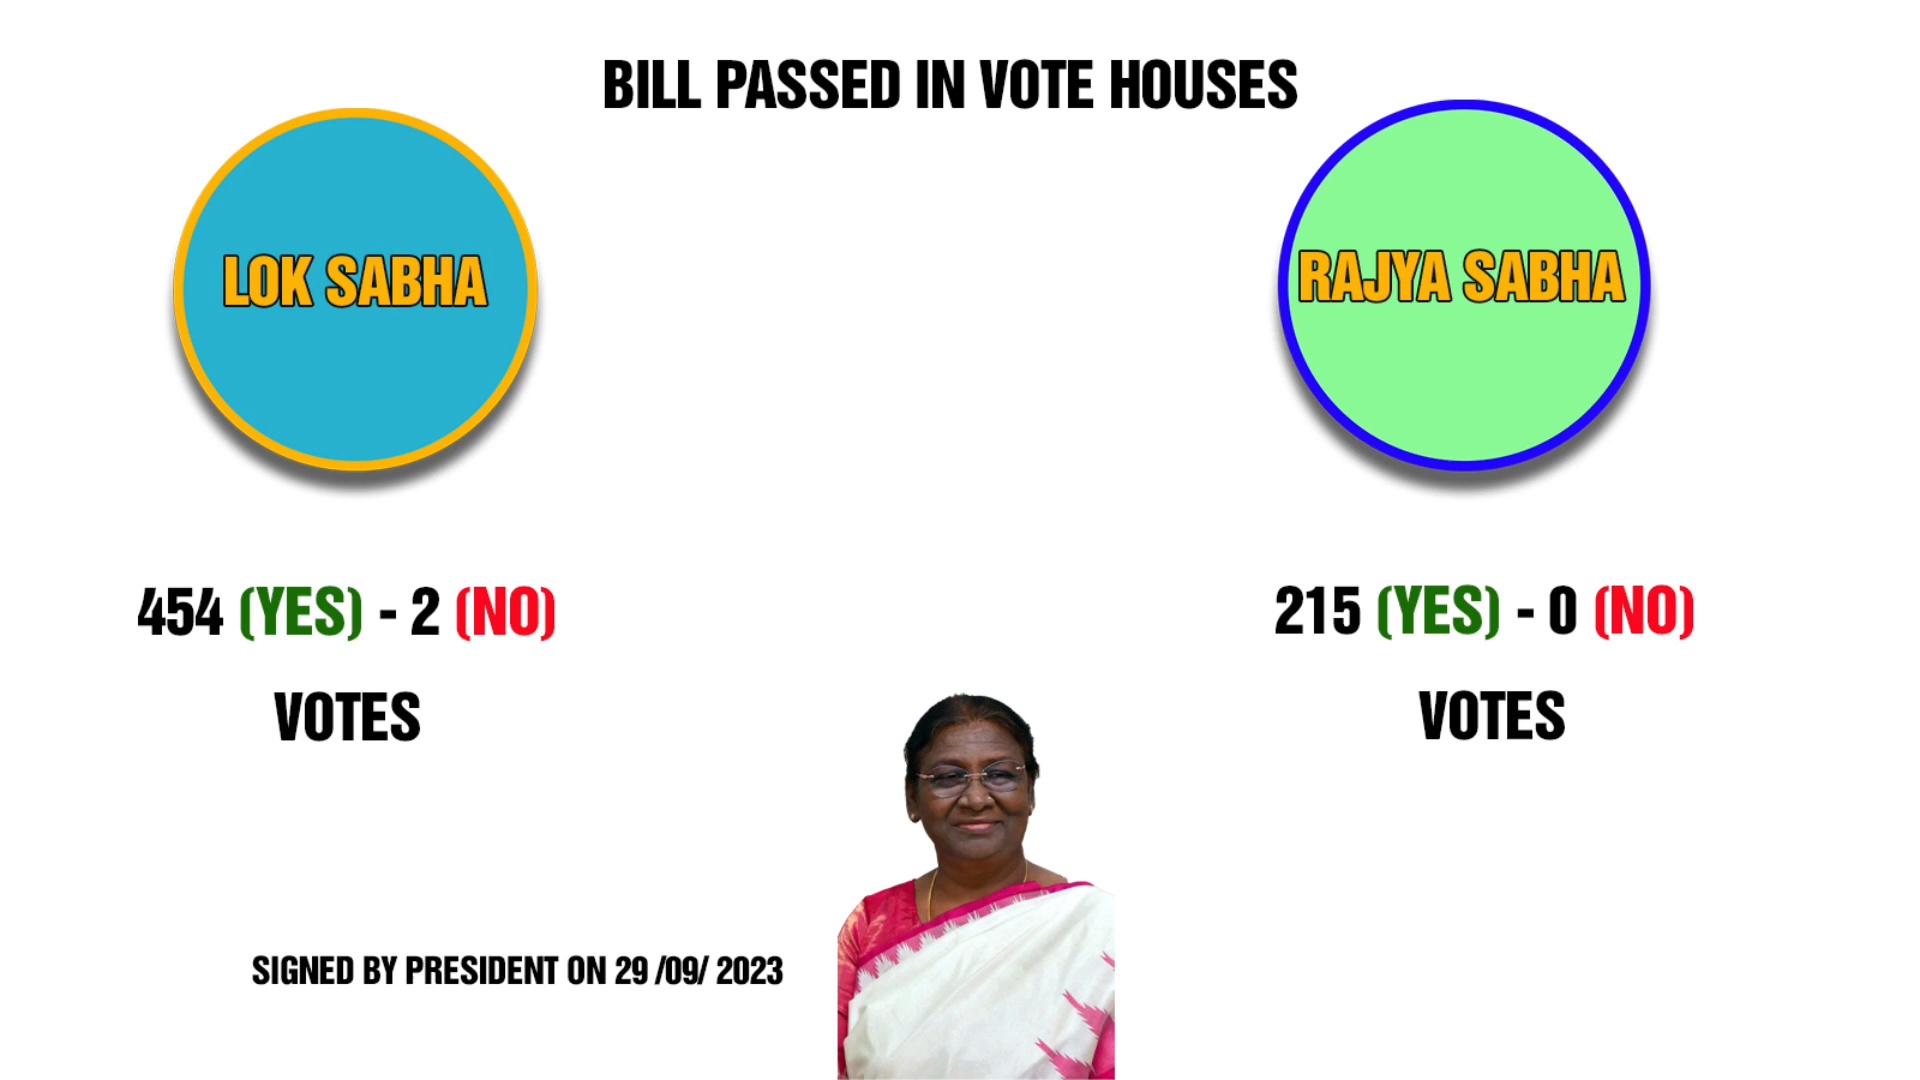 BILL PASSED IN VOTE HOUSES
LOK SABHA
RAJYA SABHA
454 (YES) - 2 (NO)
VOTES
215 (YES) - 0 (NO)
VOTES
SIGNED BY PRESIDENT ON 29 /09/ 2023